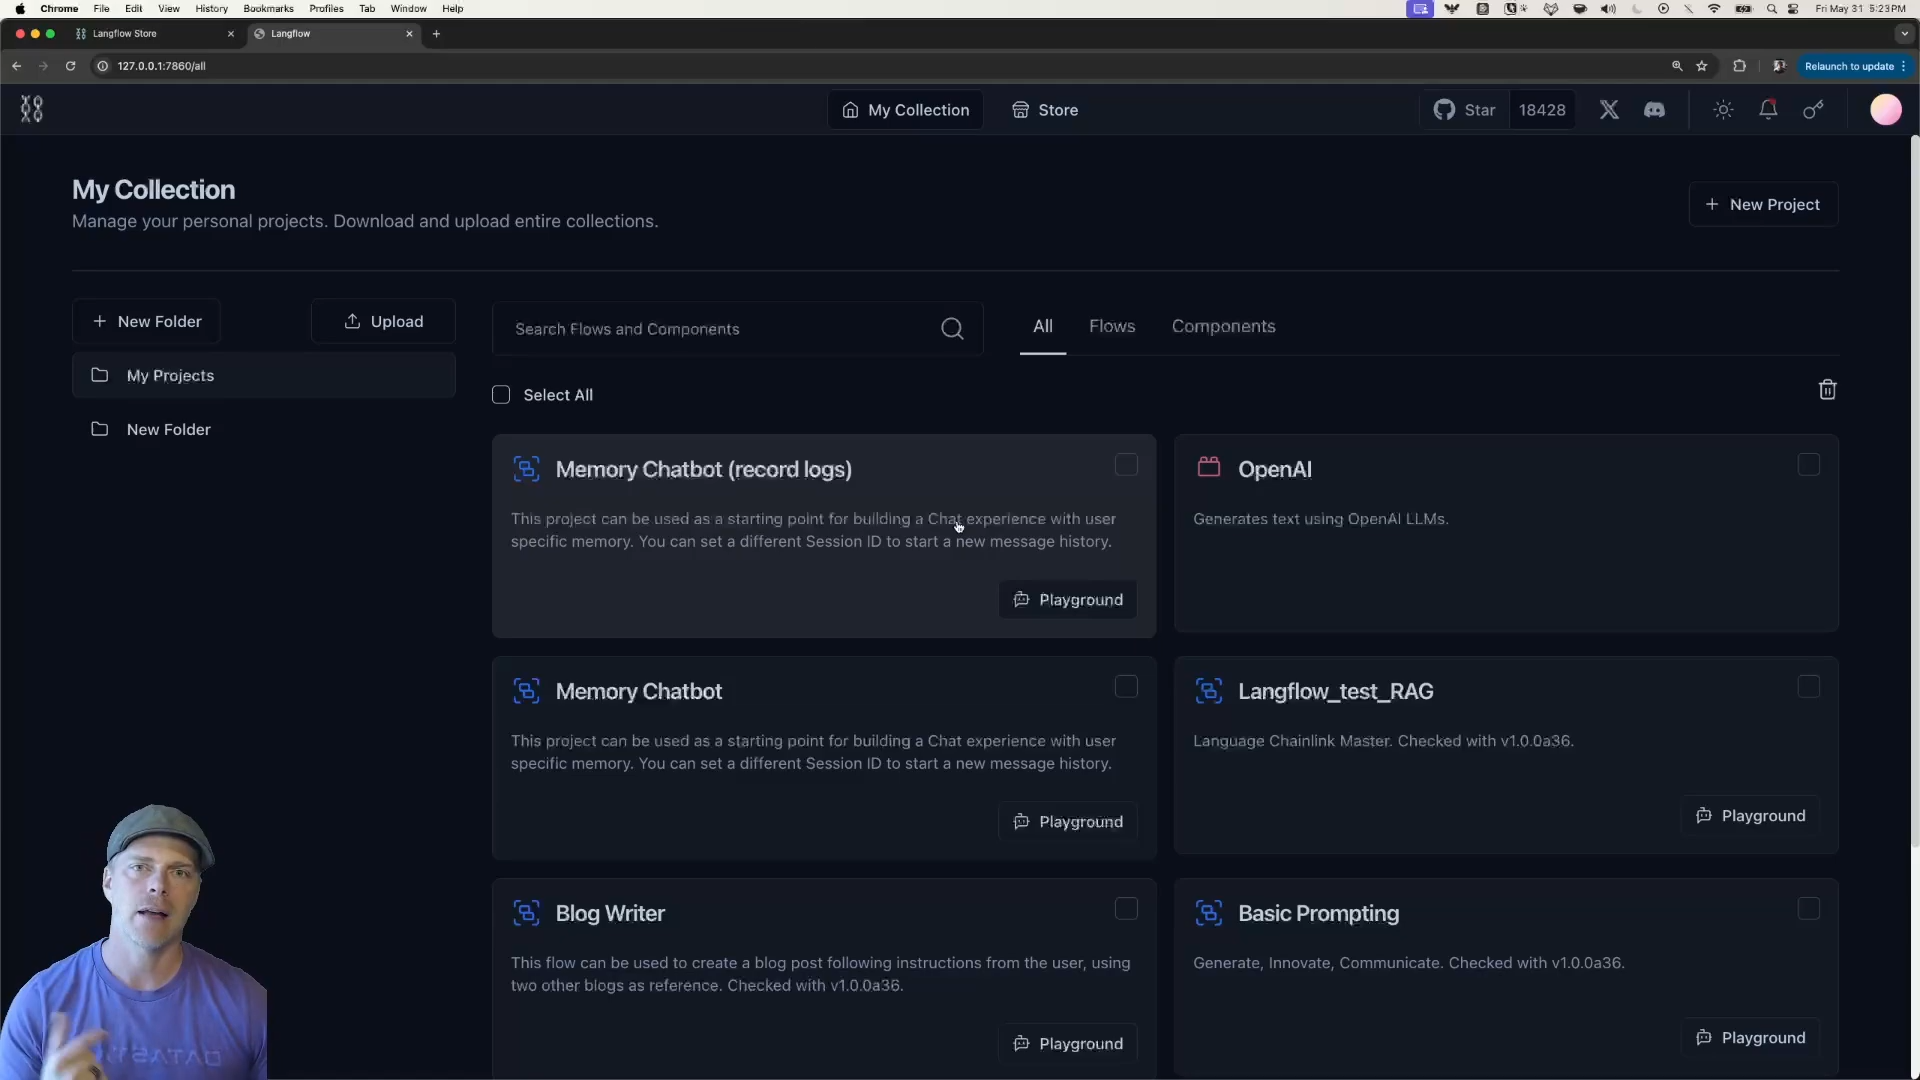 Chrome File Edit View History Bookmarks Profiles Tab Window Help
Fri May 31 5:23PM
Langflow Store
Langflow
127.0.0.1:7860/all
Relaunch to update
My Collection
Store
Star
18428
My Collection
Manage your personal projects. Download and upload entire collections.
New Project
New Folder
Upload
Search Flows and Components
All
Flows
Components
My Projects
Select All
New Folder
Memory Chatbot (record logs)
This project can be used as a starting point for building a Chat experience with user
specific memory. You can set a different Session ID to start a new message history.
Playground
OpenAI
Generates text using OpenAI LLMs.
Memory Chatbot
This project can be used as a starting point for building a Chat experience with user
specific memory. You can set a different Session ID to start a new message history.
Playground
Langflow_test_RAG
Language Chainlink Master. Checked with v1.0.0a36.
Playground
Blog Writer
This flow can be used to create a blog post following instructions from the user, using
two other blogs as reference. Checked with v1.0.0a36.
Playground
Basic Prompting
Generate, Innovate, Communicate. Checked with v1.0.0a36.
Playground